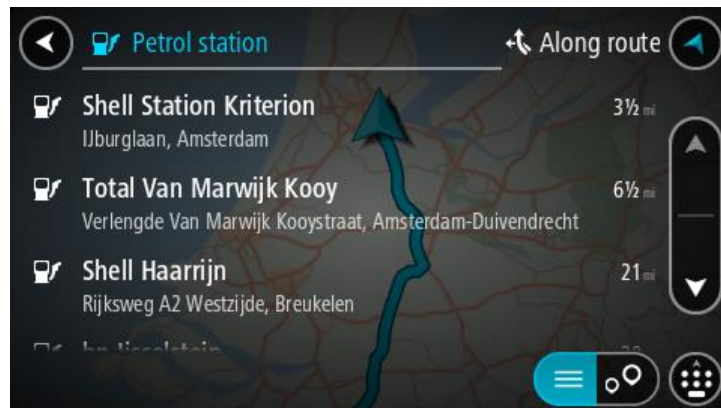 Petrol station
Along route
Shell Station Kriterion 3½ mi
IJburglaan, Amsterdam
Total Van Marwijk Kooy 6½ mi
Verlengde Van Marwijk Kooystraat, Amsterdam-Duivendrecht
Shell Haarrijn 21 mi
Rijksweg A2 Westzijde, Breukelen